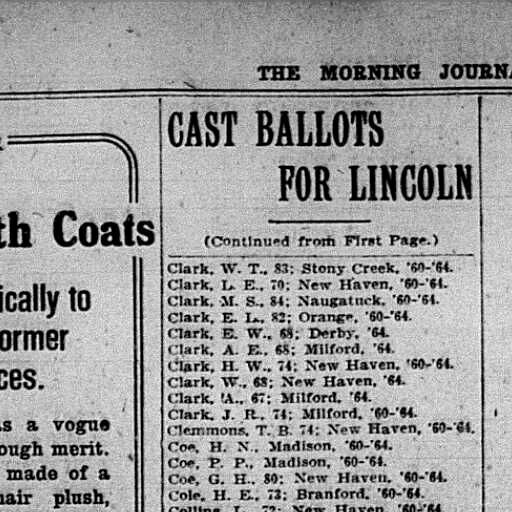 THE MORNING JOURNA
CAST BALLOTS
FOR LINCOLN
(Continued from First Page.)
Clark, W. T., 83; Stony Creek, '60-'64.
Clark, L. E., 70; New Haven, '60-'64.
Clark, M. S., 84; Naugatuck, '60-'64.
Clark, E. L., 82; Orange, '60-'64.
Clark, E. W., 68; Derby, '64.
Clark, A. E., 68; Milford, '64.
Clark, H. W., 74; New Haven, '60-'64.
Clark, W., 68; New Haven, '64.
Clark, A., 67; Milford, '64.
Clark, J. R., 74; Milford, '60-'64.
Clemmons, T. B. 74; New Haven, '60-'64.
Coe, H. N., Madison, '60-'64.
Coe, P. P., Madison, '60-'64.
Coe, G. H., 80; New Haven, '60-'64.
Cole, H. E., 73; Branford, '60-'64.
Collins, L., 72; New Haven, '60-'64.
th Coats
ically to
ormer
ces.
as a vogue
ough merit.
made of a
hair plush,